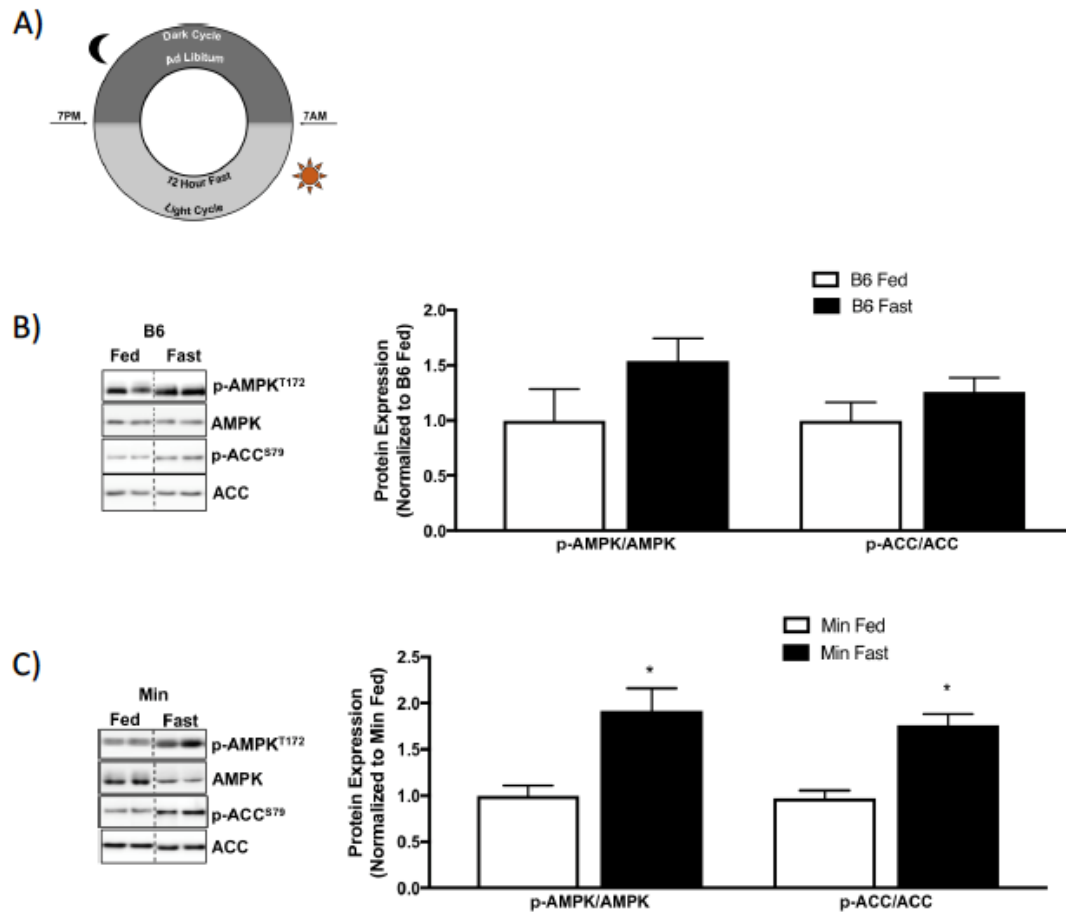 A)
Dark Cycle
Ad Libitum
7PM
7AM
12 Hour Fast
Light Cycle
B)
B6
Fed Fast
p-AMPKT172
AMPK
p-ACCS79
ACC
B6 Fed
B6 Fast
Protein Expression
(Normalized to B6 Fed)
2.0
1.5
1.0
0.5
0.0
p-AMPK/AMPK p-ACC/ACC
C)
Min
Fed Fast
p-AMPKT172
AMPK
p-ACCS79
ACC
Min Fed
Min Fast
Protein Expression
(Normalized to Min Fed)
2.5
2.0
1.5
1.0
0.5
0.0
* *
p-AMPK/AMPK p-ACC/ACC